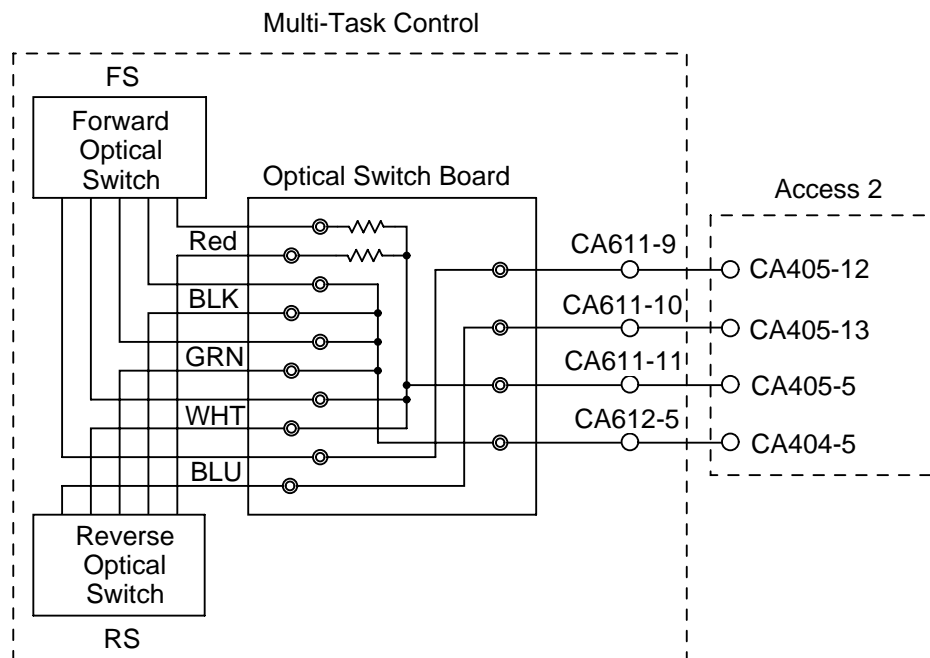 Multi-Task Control
FS
Forward
Optical
Switch
Optical Switch Board
Access 2
Red
BLK
GRN
WHT
BLU
CA611-9
CA405-12
CA611-10
CA405-13
CA611-11
CA405-5
CA612-5
CA404-5
Reverse
Optical
Switch
RS